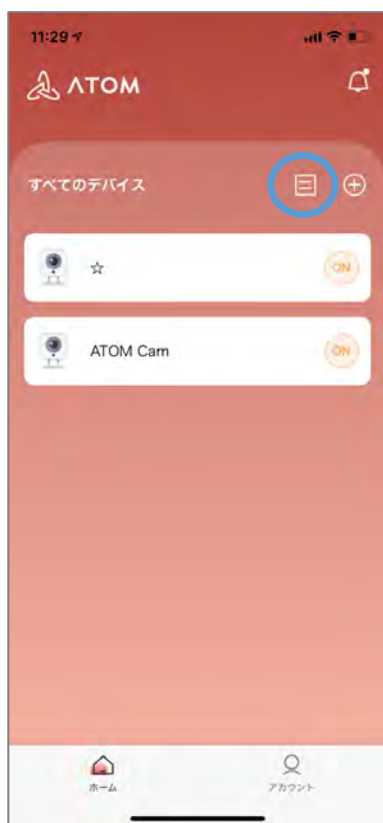 11:29
ATOM
すべてのデバイス
☆
ON
ATOM Cam
ON
ホーム
アカウント